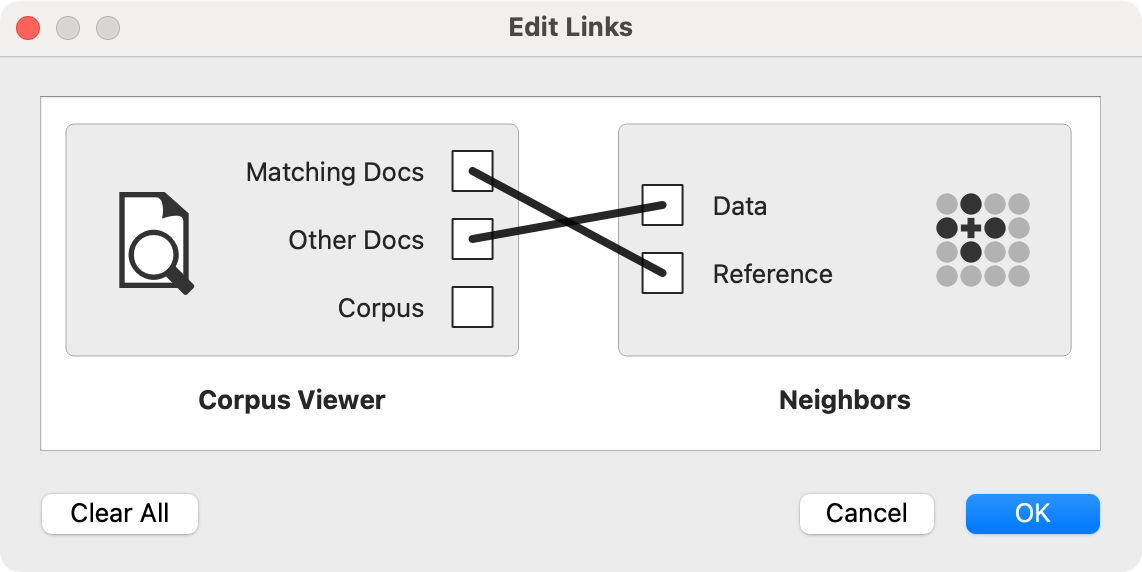 Edit Links
Matching Docs
Other Docs
Corpus
Data
Reference
Corpus Viewer
Neighbors
Clear All
Cancel
OK